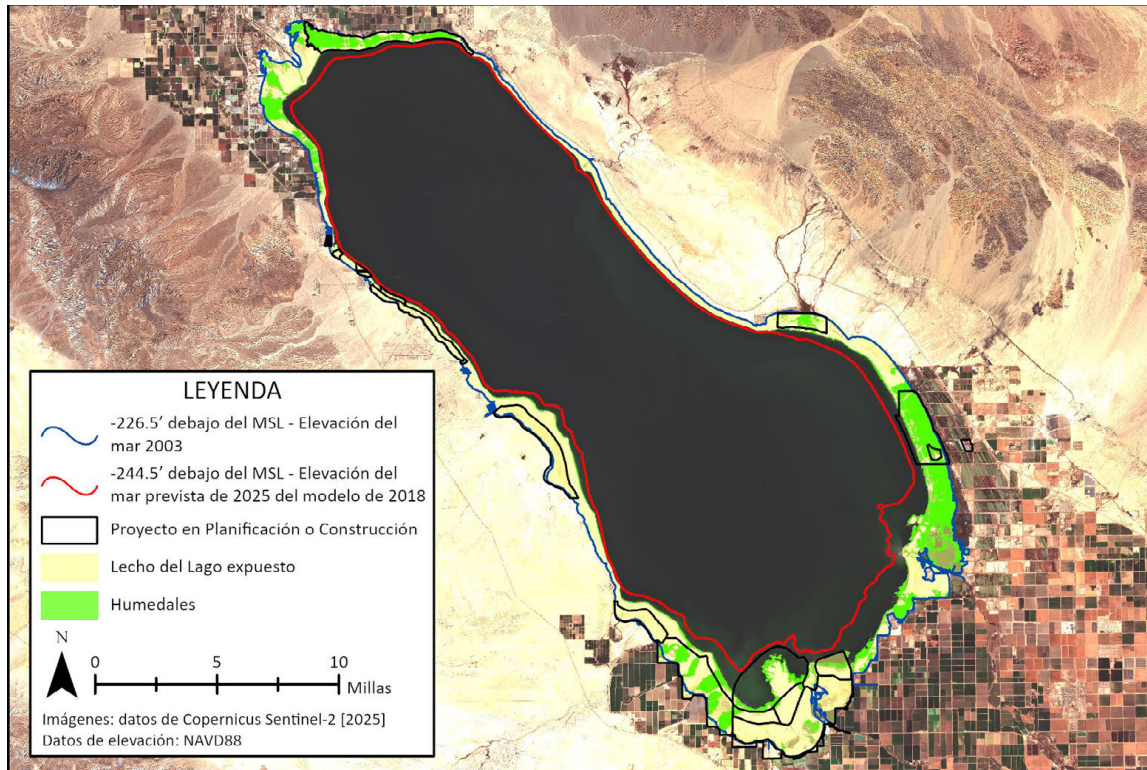 LEYENDA
-226.5’ debajo del MSL - Elevación del
mar 2003
-244.5’ debajo del MSL - Elevación del
mar prevista de 2025 del modelo de 2018
Proyecto en Planificación o Construcción
Lecho del Lago expuesto
Humedales
N
0 5 10
Millas
Imágenes: datos de Copernicus Sentinel-2 [2025]
Datos de elevación: NAVD88